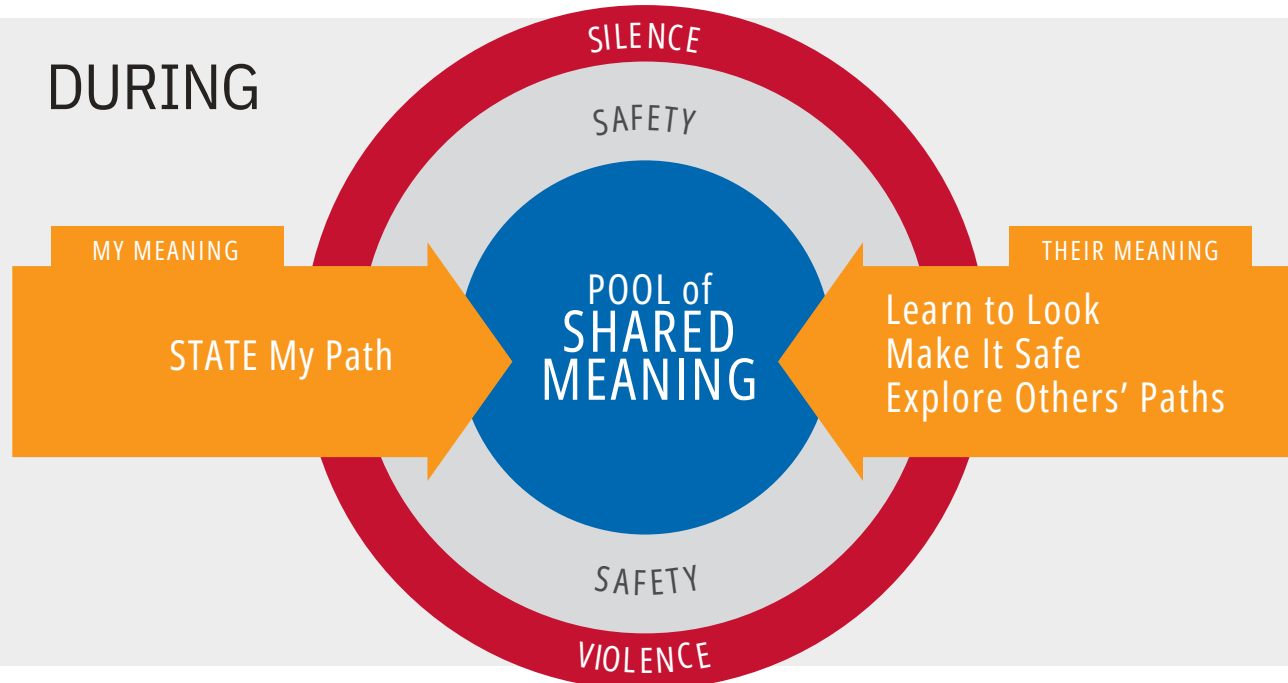 SILENCE
DURING
SAFETY
MY MEANING
THEIR MEANING
STATE My Path
POOL of
SHARED
MEANING
Learn to Look
Make It Safe
Explore Others’ Paths
SAFETY
VIOLENCE